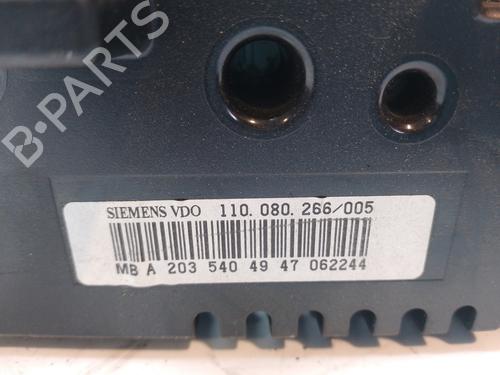 B-PARTS
SIEMENS VDO 110.080.266/005
MB A 203 540 49 47 062244